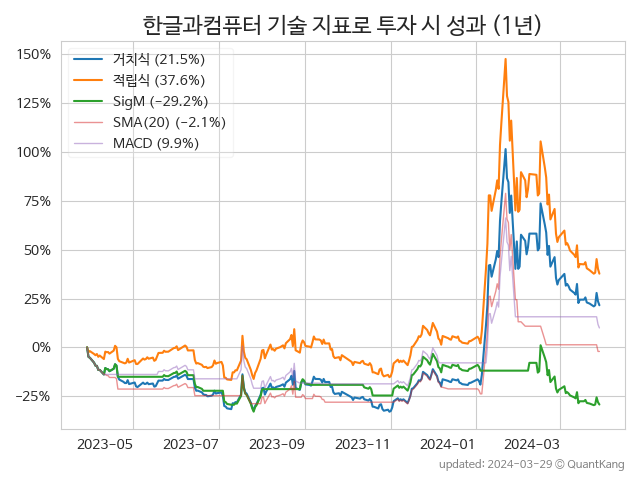 한글과컴퓨터 기술 지표로 투자 시 성과 (1년)
150%
125%
100%
75%
50%
25%
0%
−25%
거치식 (21.5%)
적립식 (37.6%)
SigM (−29.2%)
SMA(20) (−2.1%)
MACD (9.9%)
2023−05 2023−07 2023−09 2023−11 2024−01 2024−03
updated: 2024-03-29 © QuantKang